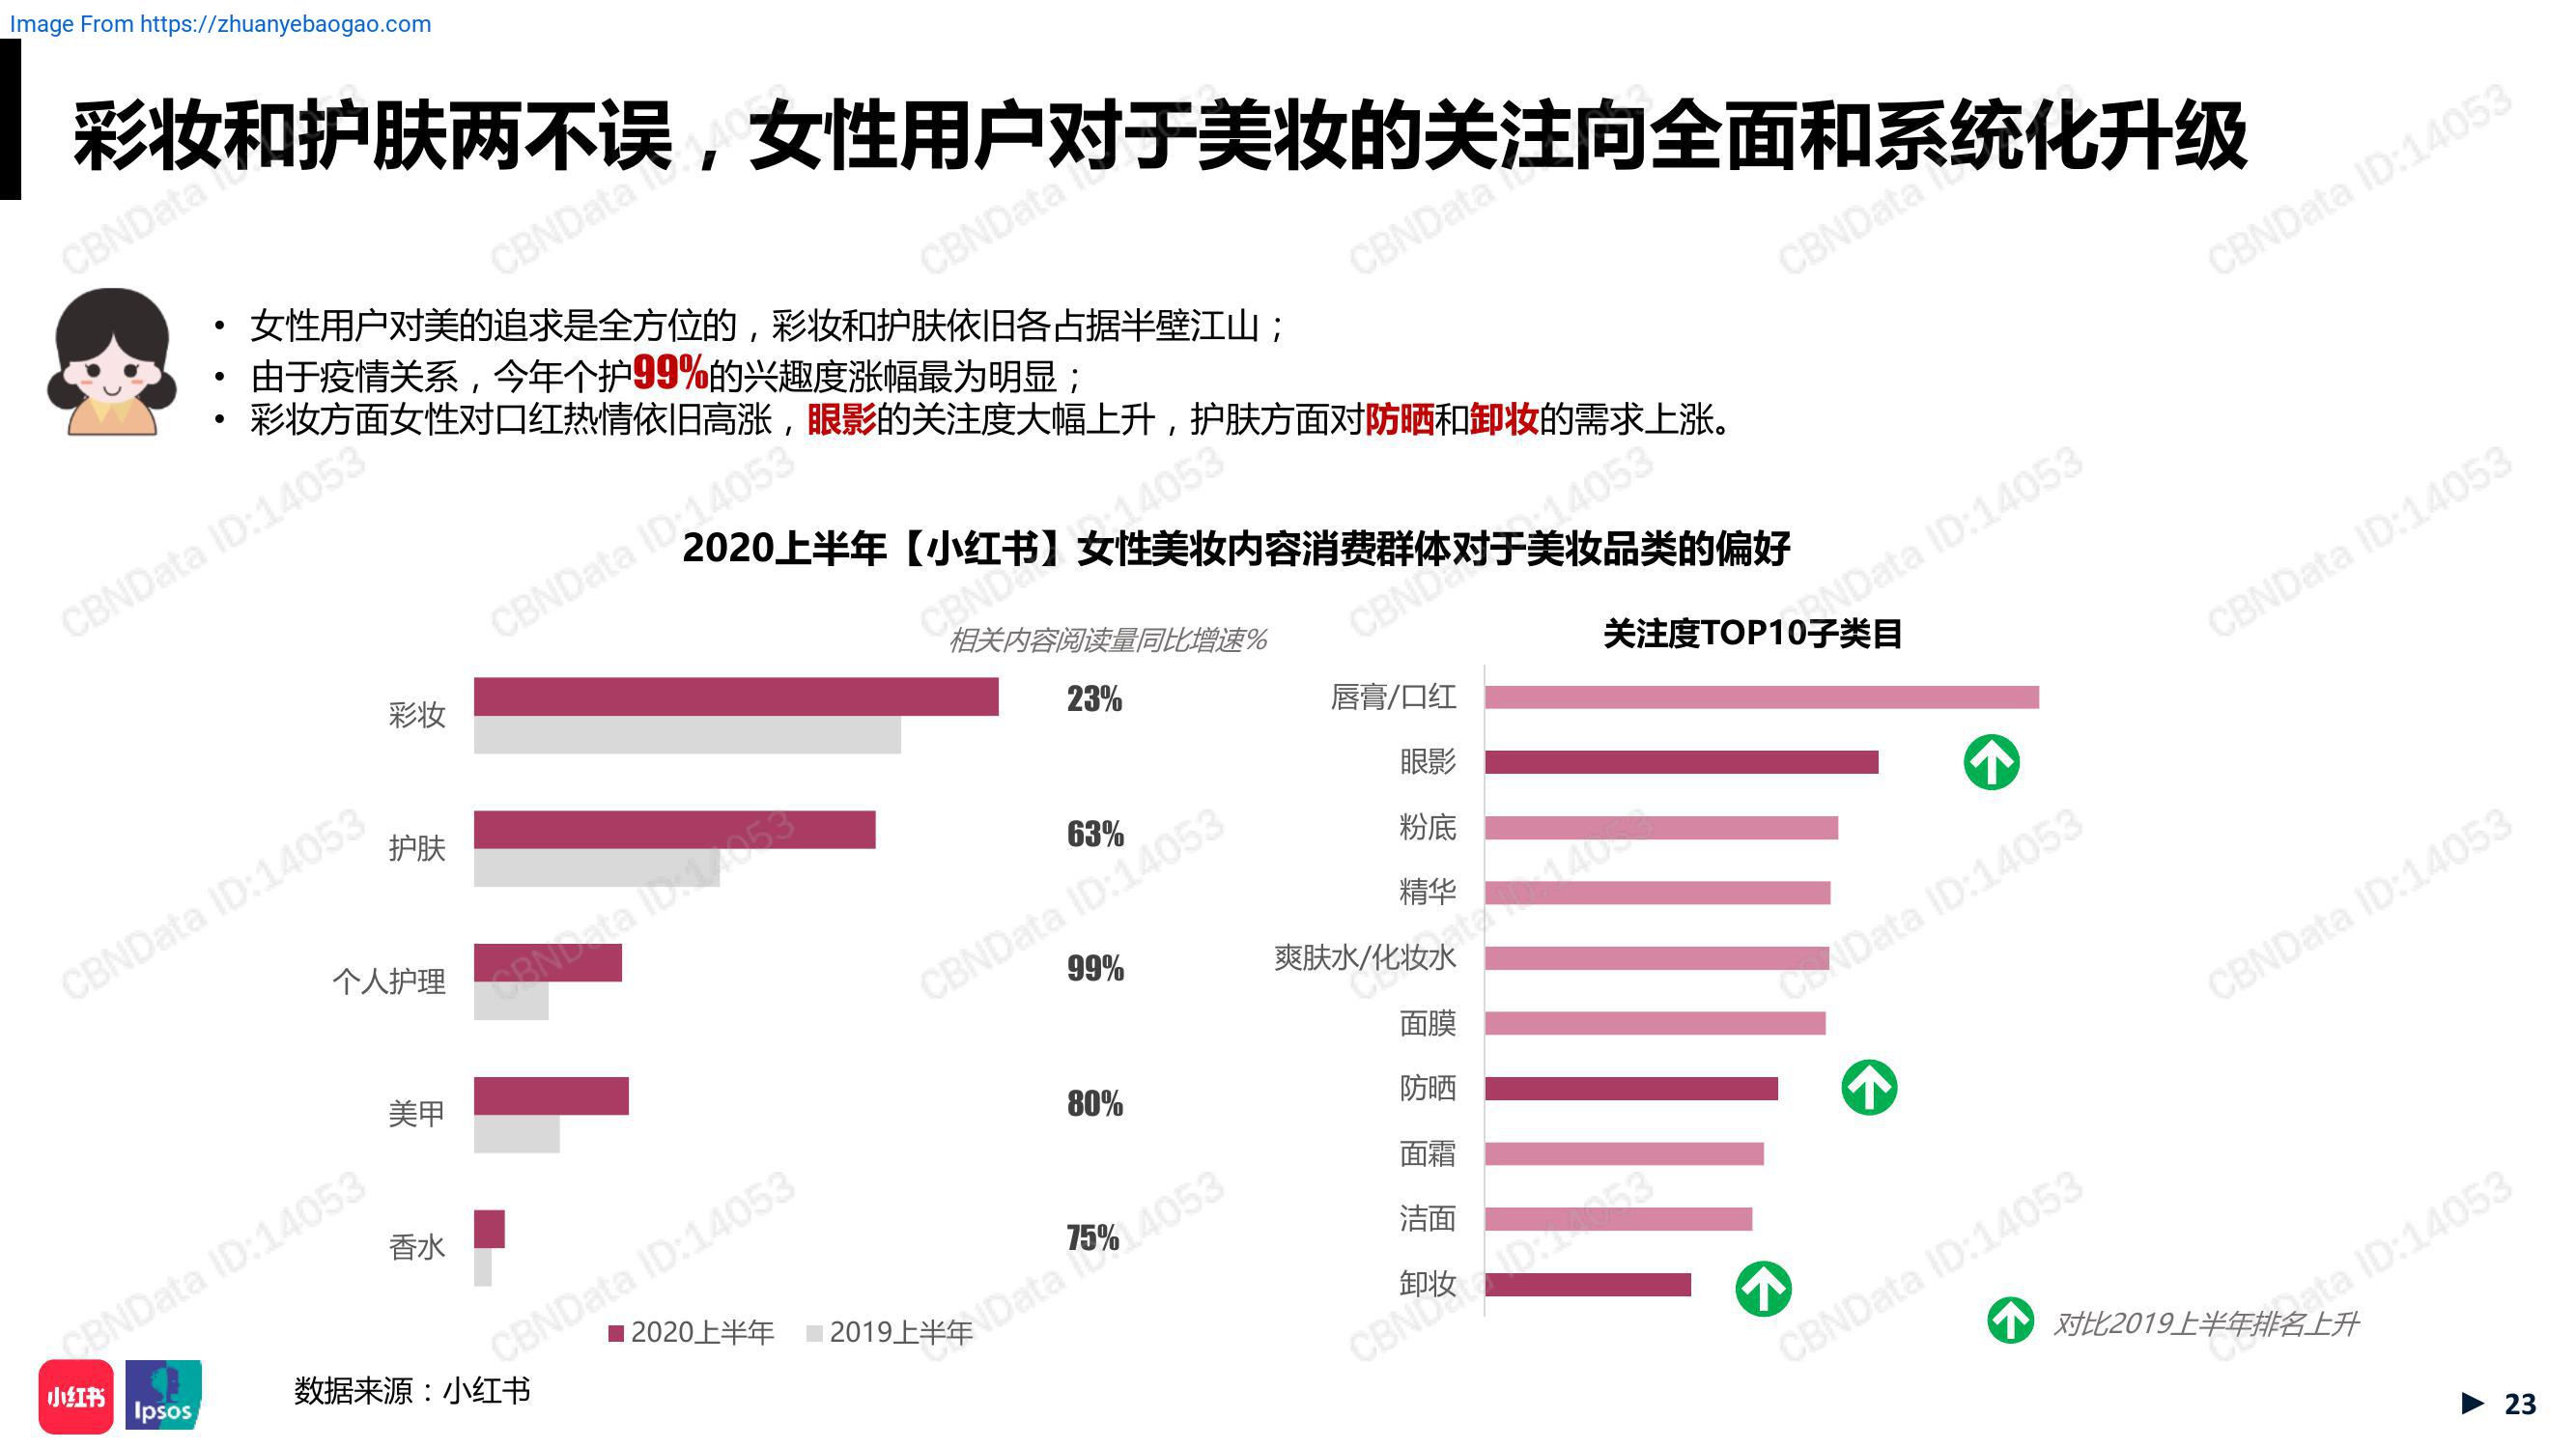 Image From https://zhuanyebaogao.com
彩妆和护肤两不误，女性用户对于美妆的关注向全面和系统化升级
• 女性用户对美的追求是全方位的，彩妆和护肤依旧各占据半壁江山；
• 由于疫情关系，今年个护99%的兴趣度涨幅最为明显；
• 彩妆方面女性对口红热情依旧高涨，眼影的关注度大幅上升，护肤方面对防晒和卸妆的需求上涨。
2020上半年【小红书】女性美妆内容消费群体对于美妆品类的偏好
相关内容阅读量同比增速%
彩妆 23%
护肤 63%
个人护理 99%
美甲 80%
香水 75%
2020上半年 2019上半年
关注度TOP10子类目
唇膏/口红
眼影
粉底
精华
爽肤水/化妆水
面膜
防晒
面霜
洁面
卸妆
对比2019上半年排名上升
小红书
Ipsos
数据来源：小红书
23
CBNData ID:14053